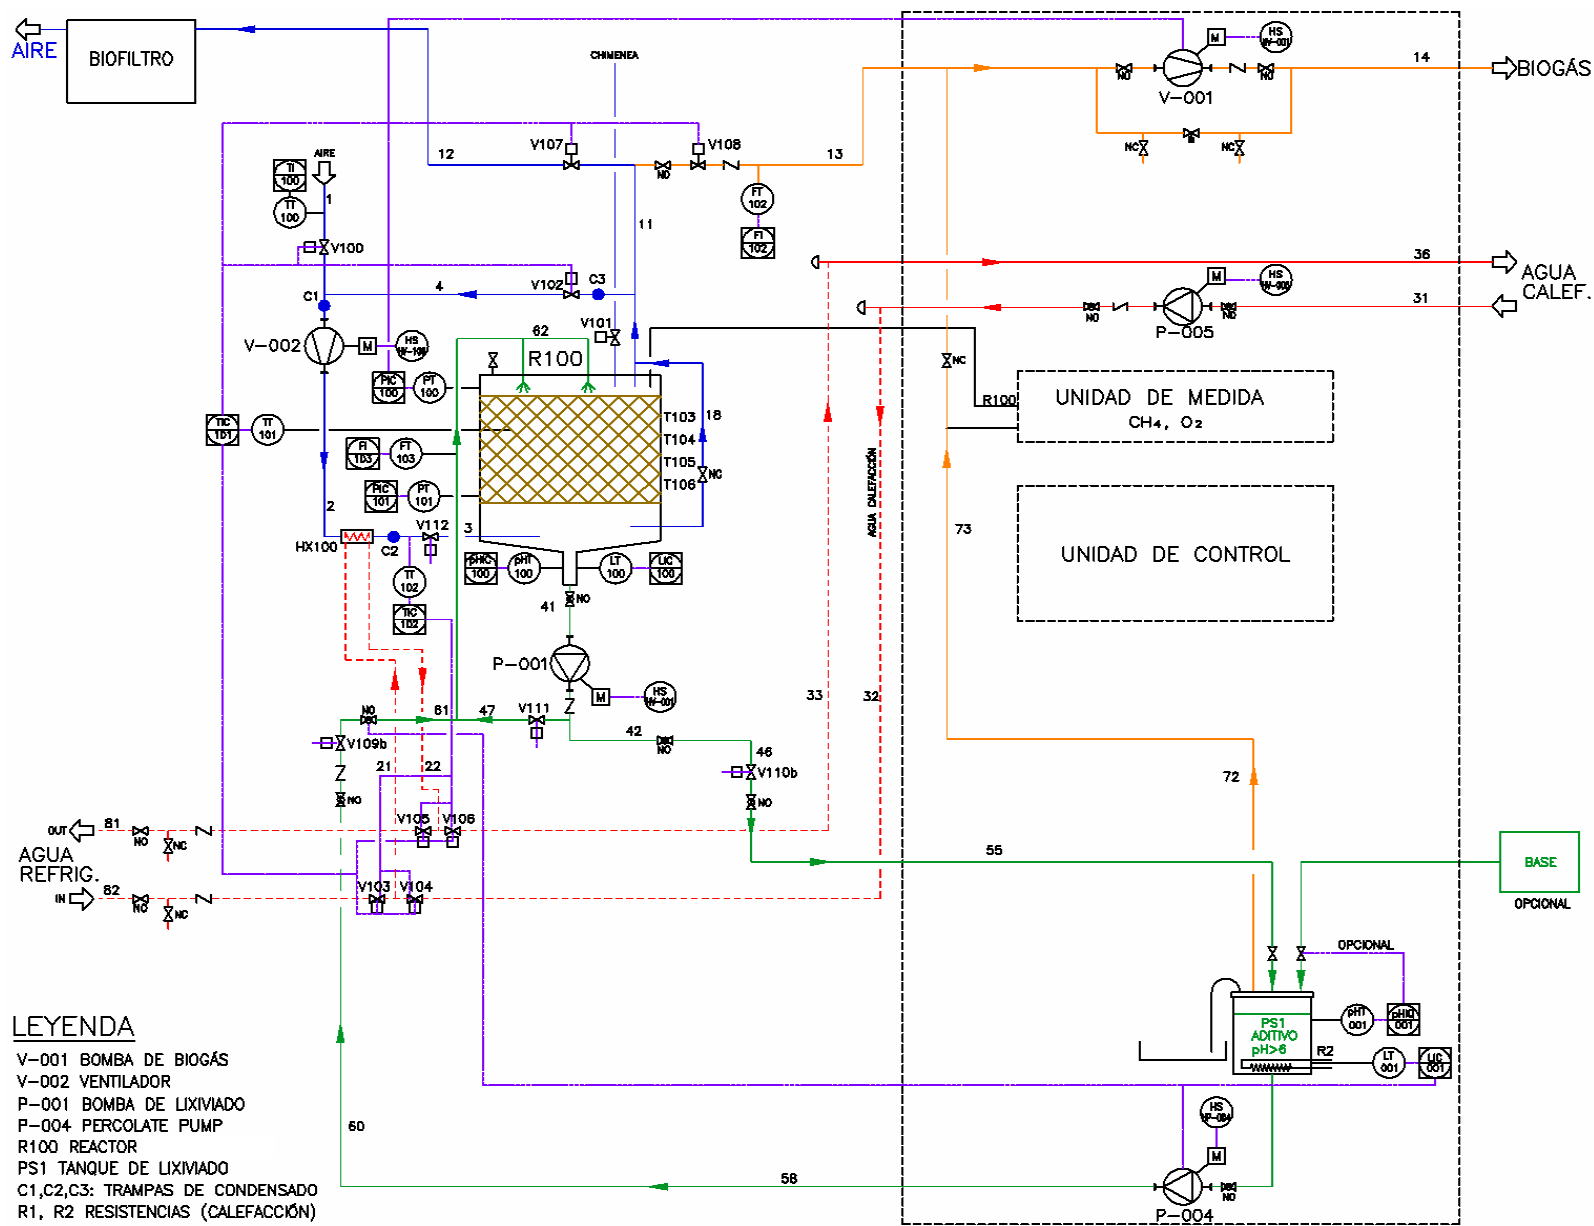 AIRE
BIOFILTRO
CHIMENEA
M
HS
V-001
14
BIOGÁS
NO
NO
NC
NC
12
V107
V108
13
NO
FT
102
FI
102
11
AIRE
TI
100
TT
100
1
V100
4
V102
C3
C1
V-002
M
HS
PIC
100
PT
100
V101
62
R100
36
AGUA
CALEF.
31
M
HS
NO
P-005
NO
NC
R100
UNIDAD DE MEDIDA
CH4, O2
UNIDAD DE CONTROL
TIC
101
TT
101
FI
103
FT
103
PIC
101
PT
101
T103
T104
T105
T106
18
NC
2
HX100
C2
V112
3
TT
102
TIC
102
pHIC
100
pHT
100
LT
100
LIC
100
41
NO
P-001
M
HS
AGUA CALEFACCIÓN
33
32
73
72
NO
61
47
V111
42
NO
46
V109b
V110b
NO
NO
21
22
V105
V106
V103
V104
OUT
81
NO
NC
AGUA
REFRIG.
IN
82
NO
NC
55
BASE
OPCIONAL
OPCIONAL
PS1
ADITIVO
pH>6
R2
pHT
001
001
LT
001
LIC
001
HS
M
P-004
NO
58
60
LEYENDA
V-001 BOMBA DE BIOGÁS
V-002 VENTILADOR
P-001 BOMBA DE LIXIVIADO
P-004 PERCOLATE PUMP
R100 REACTOR
PS1 TANQUE DE LIXIVIADO
C1,C2,C3: TRAMPAS DE CONDENSADO
R1, R2 RESISTENCIAS (CALEFACCIÓN)